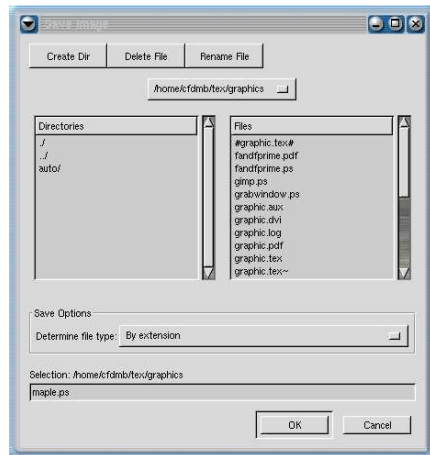 Save Image
Create Dir Delete File Rename File
/home/cfdmb/tex/graphics
Directories
./
../
auto/
Files
#graphic.tex#
fandfprime.pdf
fandfprime.ps
gimp.ps
grabwindow.ps
graphic.aux
graphic.dvi
graphic.log
graphic.pdf
graphic.tex
graphic.tex~
Save Options
Determine file type: By extension
Selection: /home/cfdmb/tex/graphics
maple.ps
OK Cancel